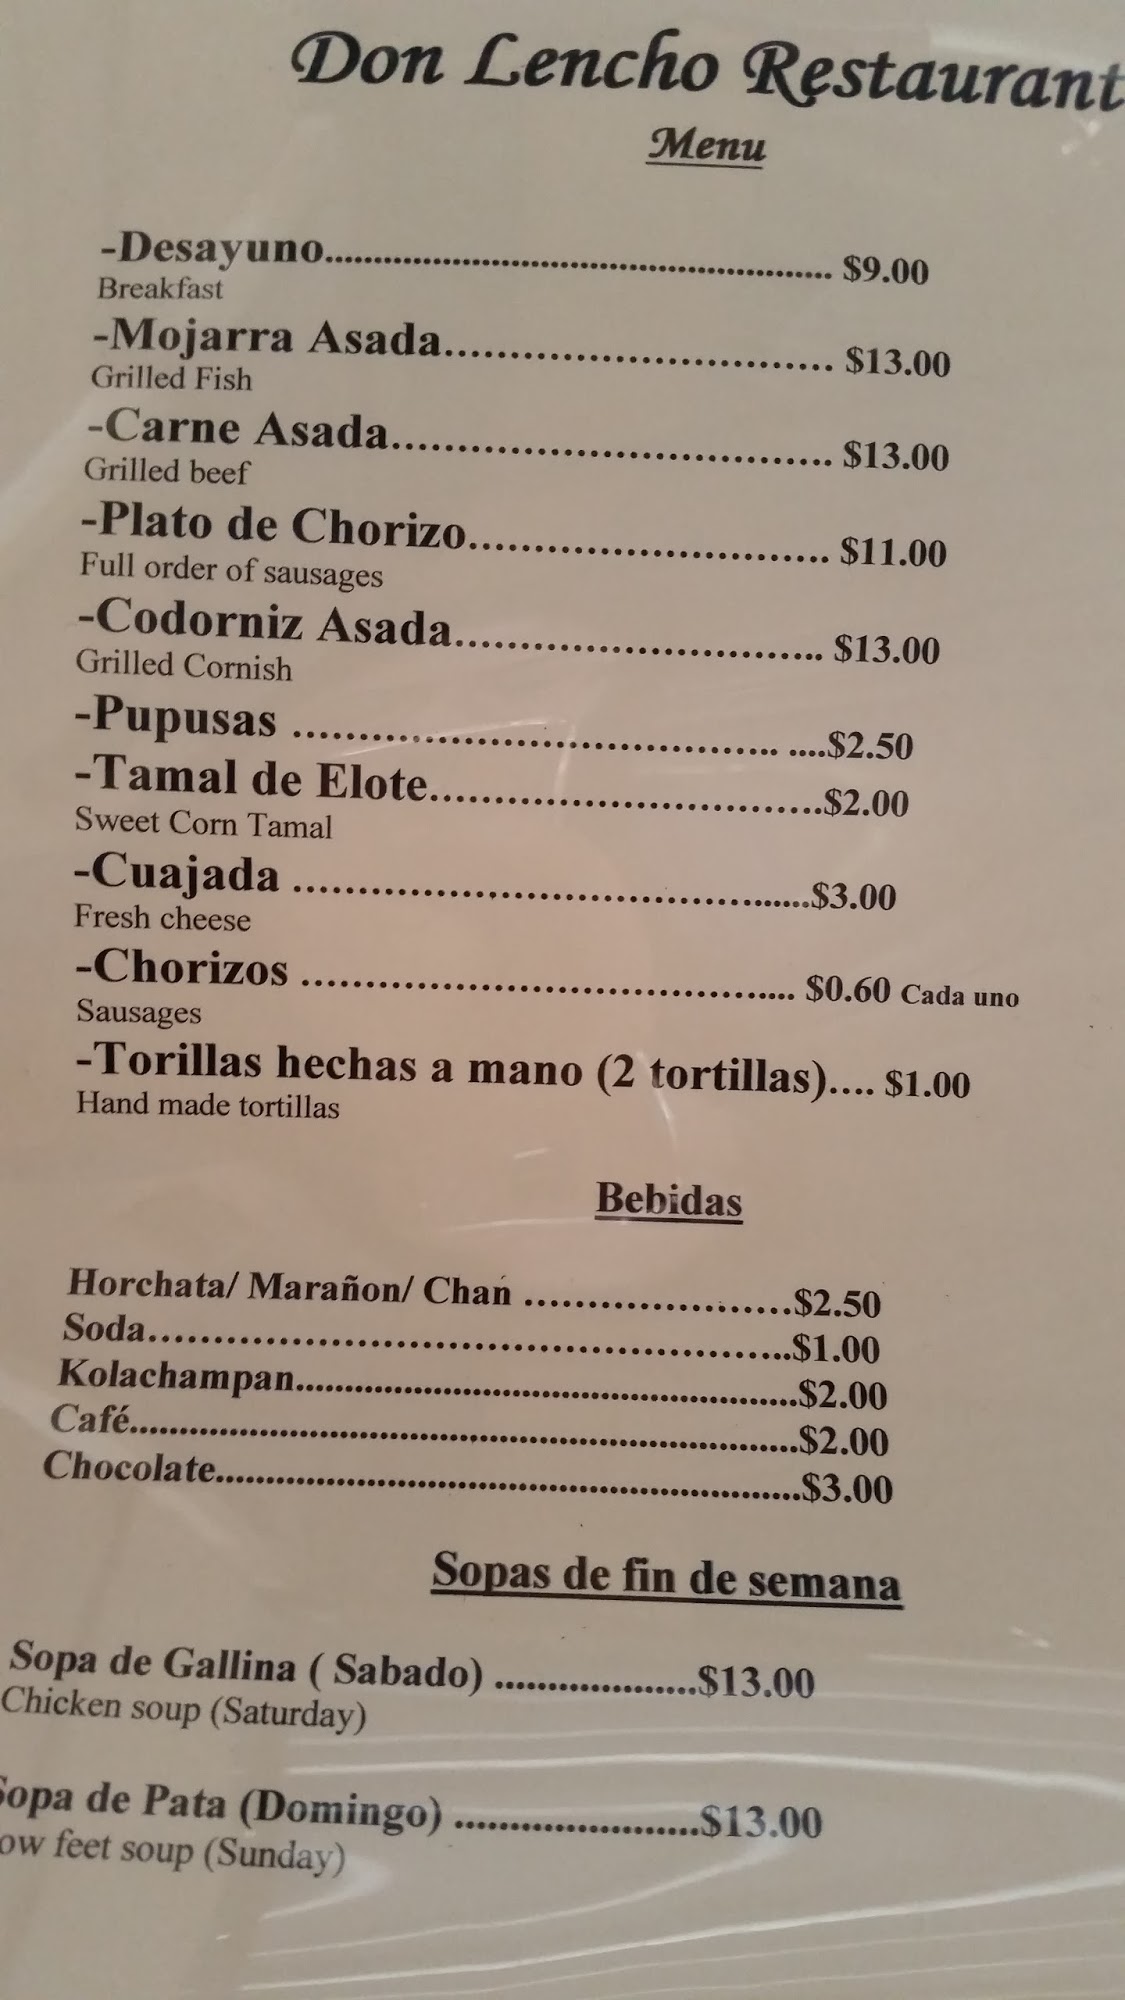 Don Lencho Restaurant
Menu
-Desayuno.......................................................... $9.00
Breakfast
-Mojarra Asada.............................. $13.00
Grilled Fish
-Carne Asada.................................. $13.00
Grilled beef
-Plato de Chorizo............................ $11.00
Full order of sausages
-Codorniz Asada............................. $13.00
Grilled Cornish
-Pupusas ...................................... ....$2.50
-Tamal de Elote...............................$2.00
Sweet Corn Tamal
-Cuajada .........................................$3.00
Fresh cheese
-Chorizos ....................................... $0.60 Cada uno
Sausages
-Torillas hechas a mano (2 tortillas).... $1.00
Hand made tortillas
Bebidas
Horchata/ Marañon/ Chan .....................$2.50
Soda..................................................$1.00
Kolachampan..........................................................$2.00
Café..............................................................................$2.00
Chocolate....................................................................$3.00
Sopas de fin de semana
Sopa de Gallina ( Sabado) ...................$13.00
Chicken soup (Saturday)
Sopa de Pata (Domingo) .......................$13.00
ow feet soup (Sunday)